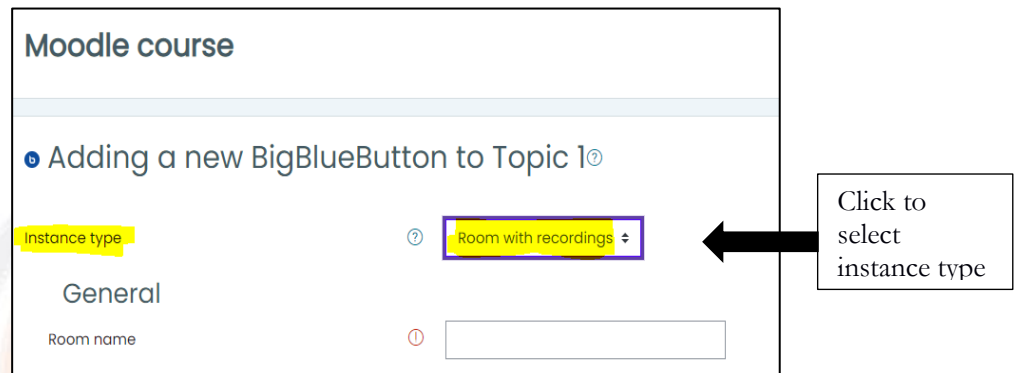 Moodle course
b Adding a new BigBlueButton to Topic 1?
Instance type ? Room with recordings
Click to
select
instance type
General
Room name !